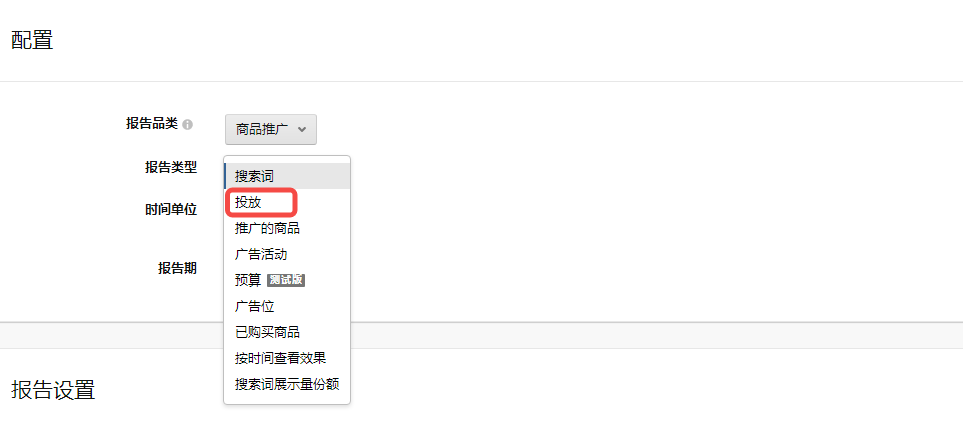 配置
报告品类
商品推广
报告类型
搜索词
投放
时间单位
推广的商品
广告活动
报告期
预算 测试版
广告位
已购买商品
按时间查看效果
搜索词展示量份额
报告设置